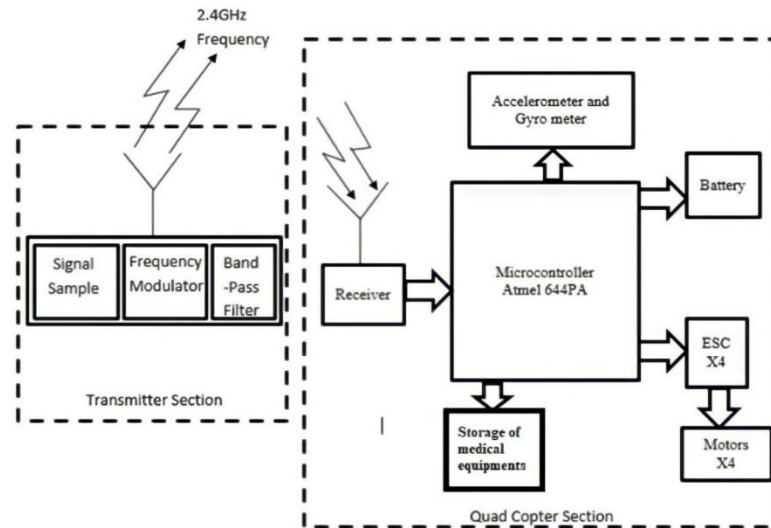 2.4GHz
Frequency
Signal
Sample
Frequency
Modulator
Band
-Pass
Filter
Transmitter Section
Accelerometer and
Gyro meter
Battery
Receiver
Microcontroller
Atmel 644PA
ESC
X4
Storage of
medical
equipments
Motors
X4
Quad Copter Section